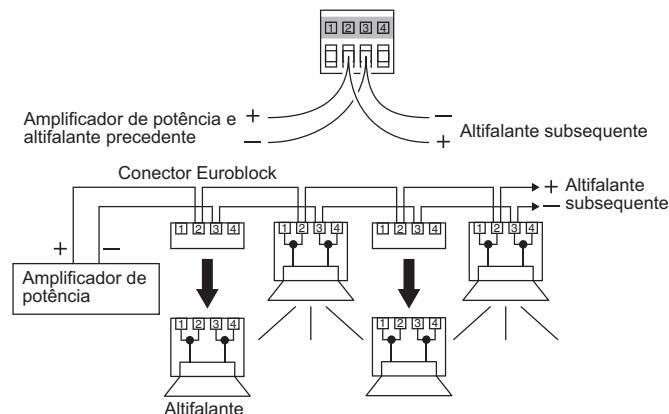 1 2 3 4
Amplificador de potência e
altifalante precedente
+
−
−
+
Altifalante subsequente
Conector Euroblock
+ Altifalante
− subsequente
1 2 3 4
1 2 3 4
1 2 3 4
1 2 3 4
+
−
Amplificador de
potência
1 2 3 4
1 2 3 4
Altifalante